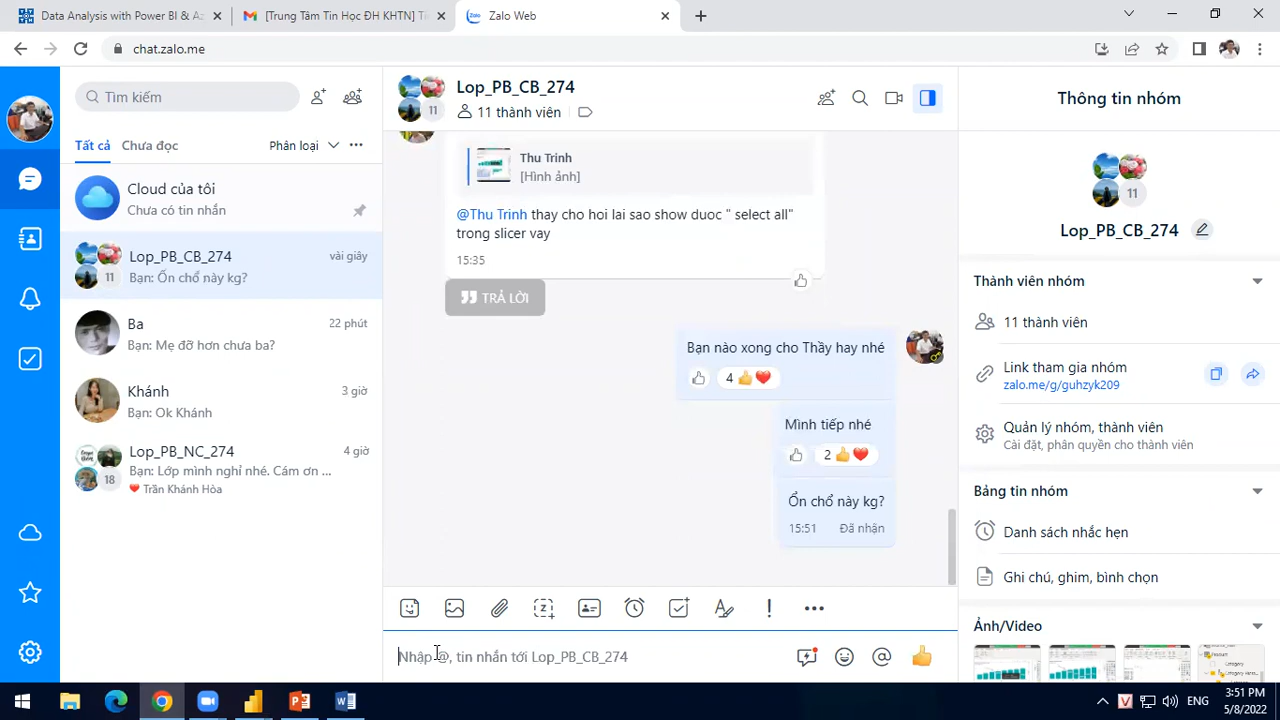 Data Analysis with Power BI & Az
[Trung Tâm Tin Học ĐH KHTN] Ti
Zalo Web
chat.zalo.me
Tìm kiếm
Tất cả
Chưa đọc
Phân loại
Cloud của tôi
Chưa có tin nhắn
Lop_PB_CB_274
vài giây
11
Bạn: Ổn chổ này kg?
Ba
22 phút
Bạn: Mẹ đỡ hơn chưa ba?
Khánh
3 giờ
Bạn: Ok Khánh
Lop_PB_NC_274
4 giờ
18
Bạn: Lớp mình nghỉ nhé. Cám ơn ...
Trần Khánh Hòa
11
Lop_PB_CB_274
11 thành viên
Thu Trinh
[Hình ảnh]
@Thu Trinh thay cho hoi lai sao show duoc " select all"
trong slicer vay
15:35
TRẢ LỜI
Bạn nào xong cho Thầy hay nhé
4
Mình tiếp nhé
2
Ổn chổ này kg?
15:51 Đã nhận
Nhập @, tin nhắn tới Lop_PB_CB_274
Thông tin nhóm
11
Lop_PB_CB_274
Thành viên nhóm
11 thành viên
Link tham gia nhóm
zalo.me/g/guhzyk209
Quản lý nhóm, thành viên
Cài đặt, phân quyền cho thành viên
Bảng tin nhóm
Danh sách nhắc hẹn
Ghi chú, ghim, bình chọn
Ảnh/Video
ENG
3:51 PM
5/8/2022